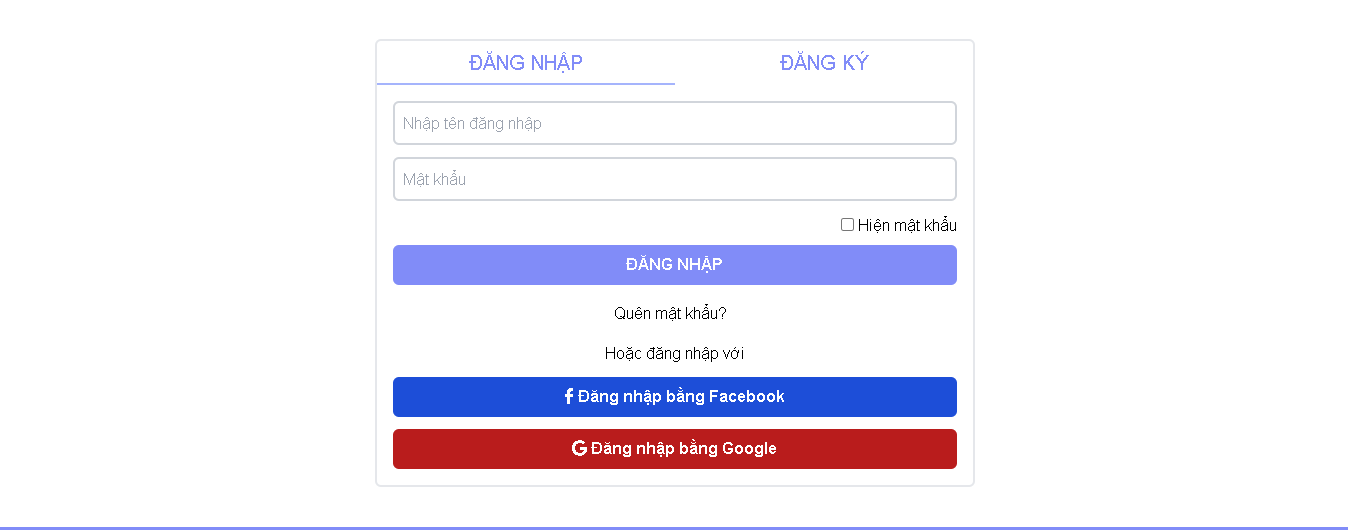 ĐĂNG NHẬP ĐĂNG KÝ
Nhập tên đăng nhập
Mật khẩu
Hiện mật khẩu
ĐĂNG NHẬP
Quên mật khẩu?
Hoặc đăng nhập với
Đăng nhập bằng Facebook
Đăng nhập bằng Google